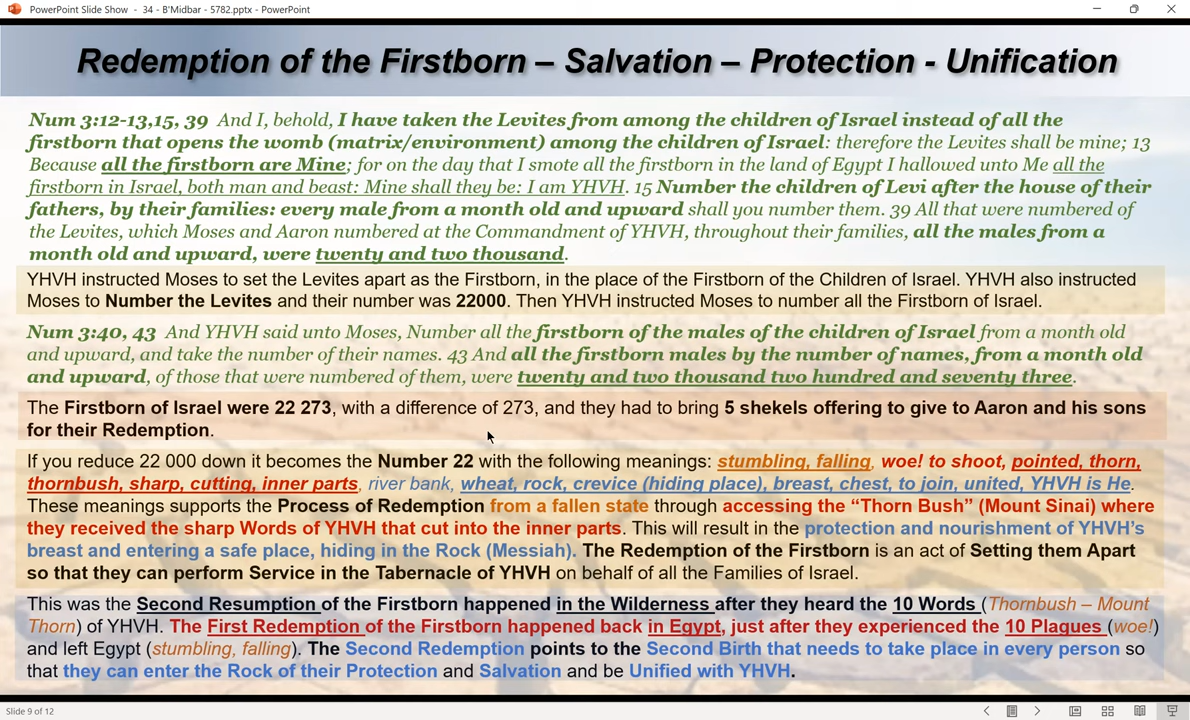 PowerPoint Slide Show - 34 - B'Midbar - 5782.pptx - PowerPoint
Redemption of the Firstborn – Salvation – Protection - Unification
Num 3:12-13,15, 39 And I, behold, I have taken the Levites from among the children of Israel instead of all the
firstborn that opens the womb (matrix/environment) among the children of Israel: therefore the Levites shall be mine; 13
Because all the firstborn are Mine; for on the day that I smote all the firstborn in the land of Egypt I hallowed unto Me all the
firstborn in Israel, both man and beast: Mine shall they be: I am YHVH. 15 Number the children of Levi after the house of their
fathers, by their families: every male from a month old and upward shall you number them. 39 All that were numbered of
the Levites, which Moses and Aaron numbered at the Commandment of YHVH, throughout their families, all the males from a
month old and upward, were twenty and two thousand.
YHVH instructed Moses to set the Levites apart as the Firstborn, in the place of the Firstborn of the Children of Israel. YHVH also instructed
Moses to Number the Levites and their number was 22000. Then YHVH instructed Moses to number all the Firstborn of Israel.
Num 3:40, 43 And YHVH said unto Moses, Number all the firstborn of the males of the children of Israel from a month old
and upward, and take the number of their names. 43 And all the firstborn males by the number of names, from a month old
and upward, of those that were numbered of them, were twenty and two thousand two hundred and seventy three.
The Firstborn of Israel were 22 273, with a difference of 273, and they had to bring 5 shekels offering to give to Aaron and his sons
for their Redemption.
If you reduce 22 000 down it becomes the Number 22 with the following meanings: stumbling, falling, woe! to shoot, pointed, thorn,
thornbush, sharp, cutting, inner parts, river bank, wheat, rock, crevice (hiding place), breast, chest, to join, united, YHVH is He.
These meanings supports the Process of Redemption from a fallen state through accessing the “Thorn Bush” (Mount Sinai) where
they received the sharp Words of YHVH that cut into the inner parts. This will result in the protection and nourishment of YHVH’s
breast and entering a safe place, hiding in the Rock (Messiah). The Redemption of the Firstborn is an act of Setting them Apart
so that they can perform Service in the Tabernacle of YHVH on behalf of all the Families of Israel.
This was the Second Resumption of the Firstborn happened in the Wilderness after they heard the 10 Words (Thornbush – Mount
Thorn) of YHVH. The First Redemption of the Firstborn happened back in Egypt, just after they experienced the 10 Plagues (woe!)
and left Egypt (stumbling, falling). The Second Redemption points to the Second Birth that needs to take place in every person so
that they can enter the Rock of their Protection and Salvation and be Unified with YHVH.
Slide 9 of 12